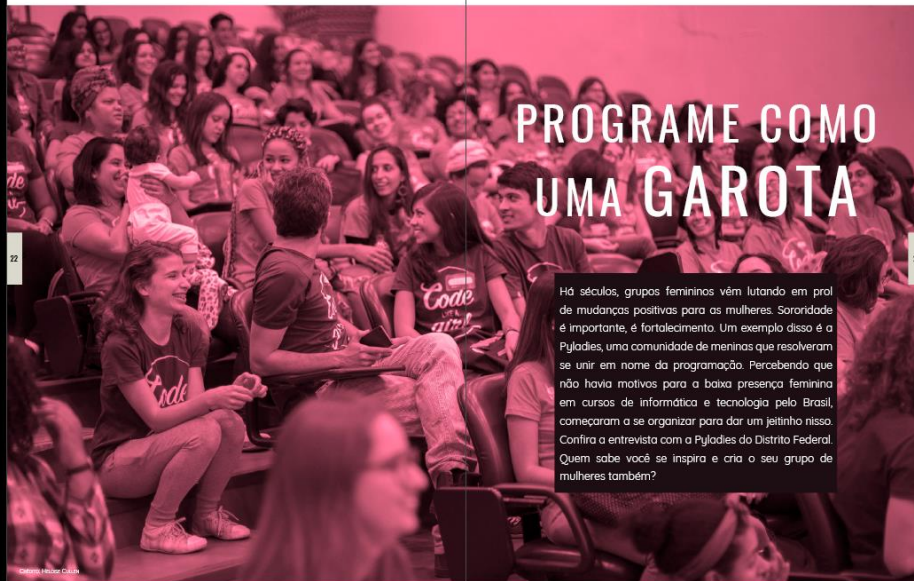 PROGRAME COMO
UMA GAROTA
22
Há séculos, grupos femininos vêm lutando em prol
de mudanças positivas para as mulheres. Sororidade
é importante, é fortalecimento. Um exemplo disso é a
Pyladies, uma comunidade de meninas que resolveram
se unir em nome da programação. Percebendo que
não havia motivos para a baixa presença feminina
em cursos de informática e tecnologia pelo Brasil,
começaram a se organizar para dar um jeitinho nisso.
Confira a entrevista com a Pyladies do Distrito Federal.
Quem sabe você se inspira e cria o seu grupo de
mulheres também?
Code
girl
Code